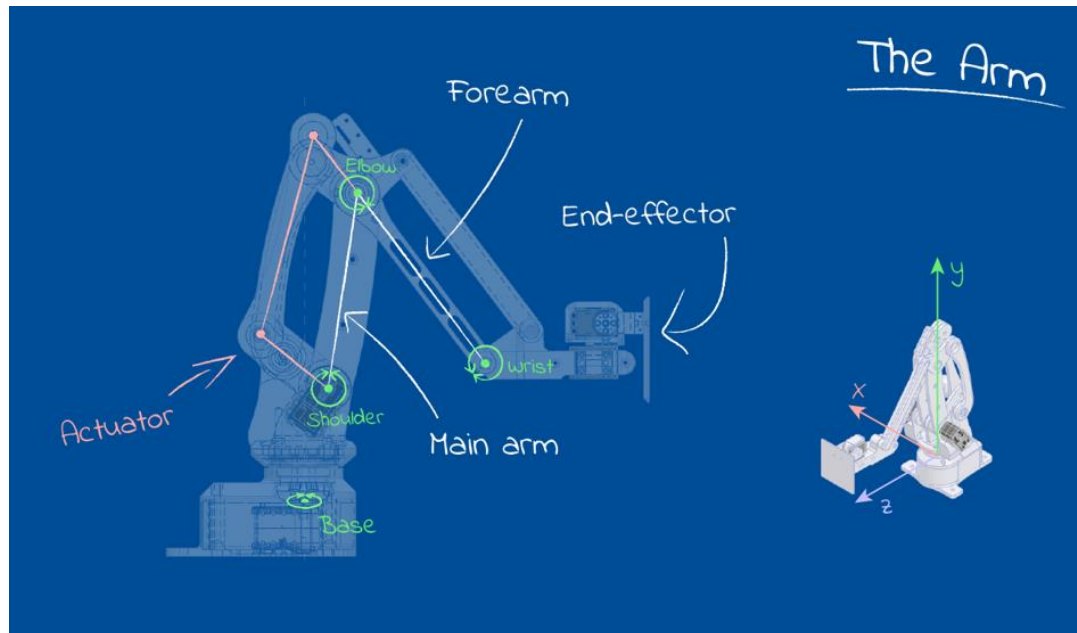 The Arm
Forearm
Elbow
End-effector
y
x
Wrist
Shoulder
Actuator
Main arm
z
Base